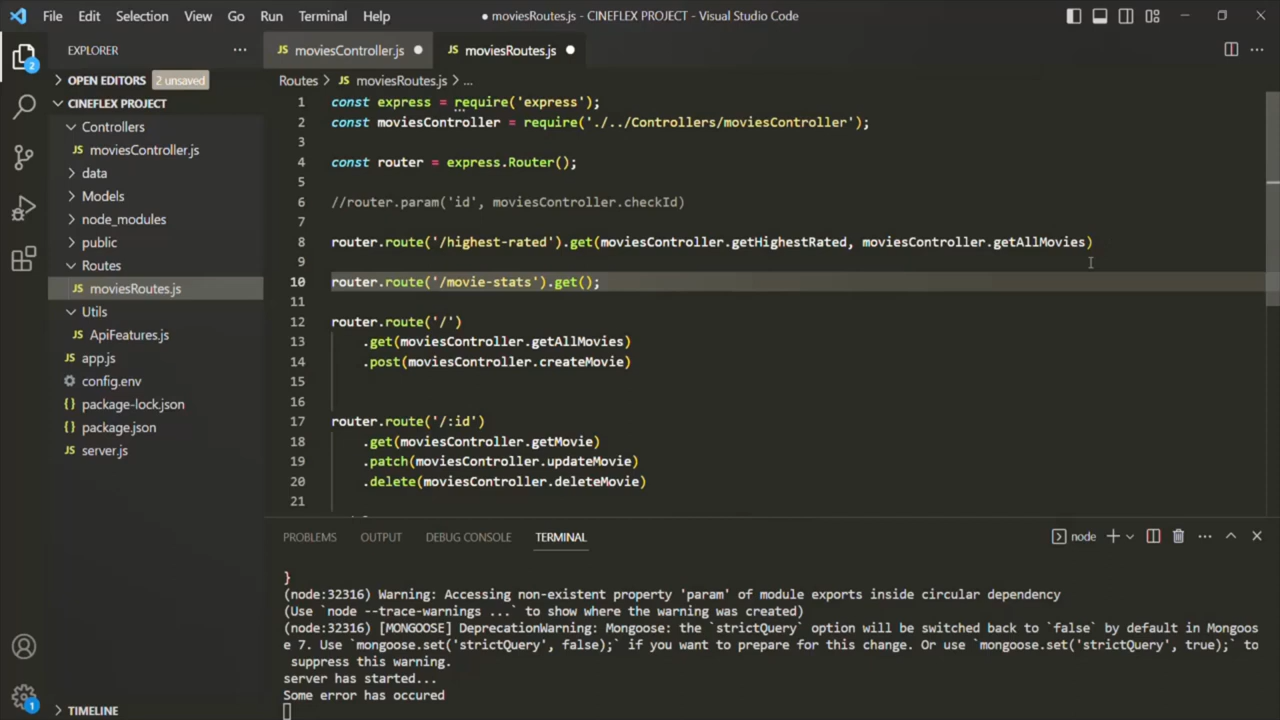 File Edit Selection View Go Run Terminal Help
● moviesRoutes.js - CINEFLEX PROJECT - Visual Studio Code
EXPLORER
JS moviesController.js
JS moviesRoutes.js
OPEN EDITORS 2 unsaved
Routes > JS moviesRoutes.js > ...
CINEFLEX PROJECT
Controllers
JS moviesController.js
data
Models
node_modules
public
Routes
JS moviesRoutes.js
Utils
JS ApiFeatures.js
JS app.js
config.env
{} package-lock.json
{} package.json
JS server.js
TIMELINE
2
1
1 const express = require('express');
2 const moviesController = require('./../Controllers/moviesController');
3
4 const router = express.Router();
5
6 //router.param('id', moviesController.checkId)
7
8 router.route('/highest-rated').get(moviesController.getHighestRated, moviesController.getAllMovies)
9
10 router.route('/movie-stats').get();
11
12 router.route('/')
13 .get(moviesController.getAllMovies)
14 .post(moviesController.createMovie)
15
16
17 router.route('/:id')
18 .get(moviesController.getMovie)
19 .patch(moviesController.updateMovie)
20 .delete(moviesController.deleteMovie)
21
PROBLEMS OUTPUT DEBUG CONSOLE TERMINAL
node
}
(node:32316) Warning: Accessing non-existent property 'param' of module exports inside circular dependency
(Use `node --trace-warnings ...` to show where the warning was created)
(node:32316) [MONGOOSE] DeprecationWarning: Mongoose: the `strictQuery` option will be switched back to `false` by default in Mongoos
e 7. Use `mongoose.set('strictQuery', false);` if you want to prepare for this change. Or use `mongoose.set('strictQuery', true);` to
suppress this warning.
server has started...
Some error has occured